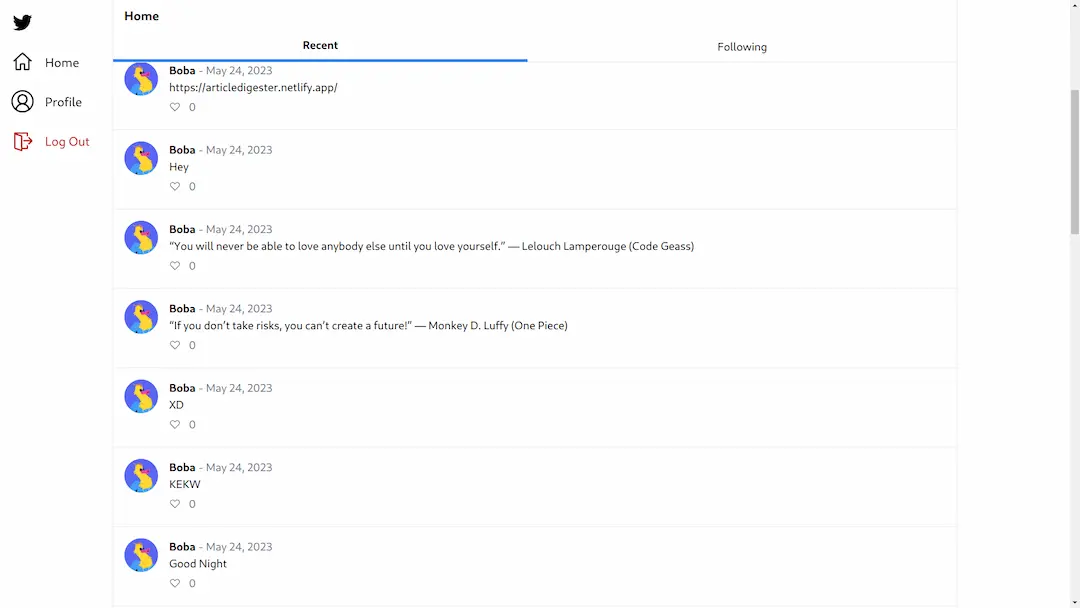 Home
Recent
Following
Home
Profile
Log Out
Boba - May 24, 2023
https://articledigester.netlify.app/
0
Boba - May 24, 2023
Hey
0
Boba - May 24, 2023
“You will never be able to love anybody else until you love yourself.” — Lelouch Lamperouge (Code Geass)
0
Boba - May 24, 2023
“If you don’t take risks, you can’t create a future!” — Monkey D. Luffy (One Piece)
0
Boba - May 24, 2023
XD
0
Boba - May 24, 2023
KEKW
0
Boba - May 24, 2023
Good Night
0